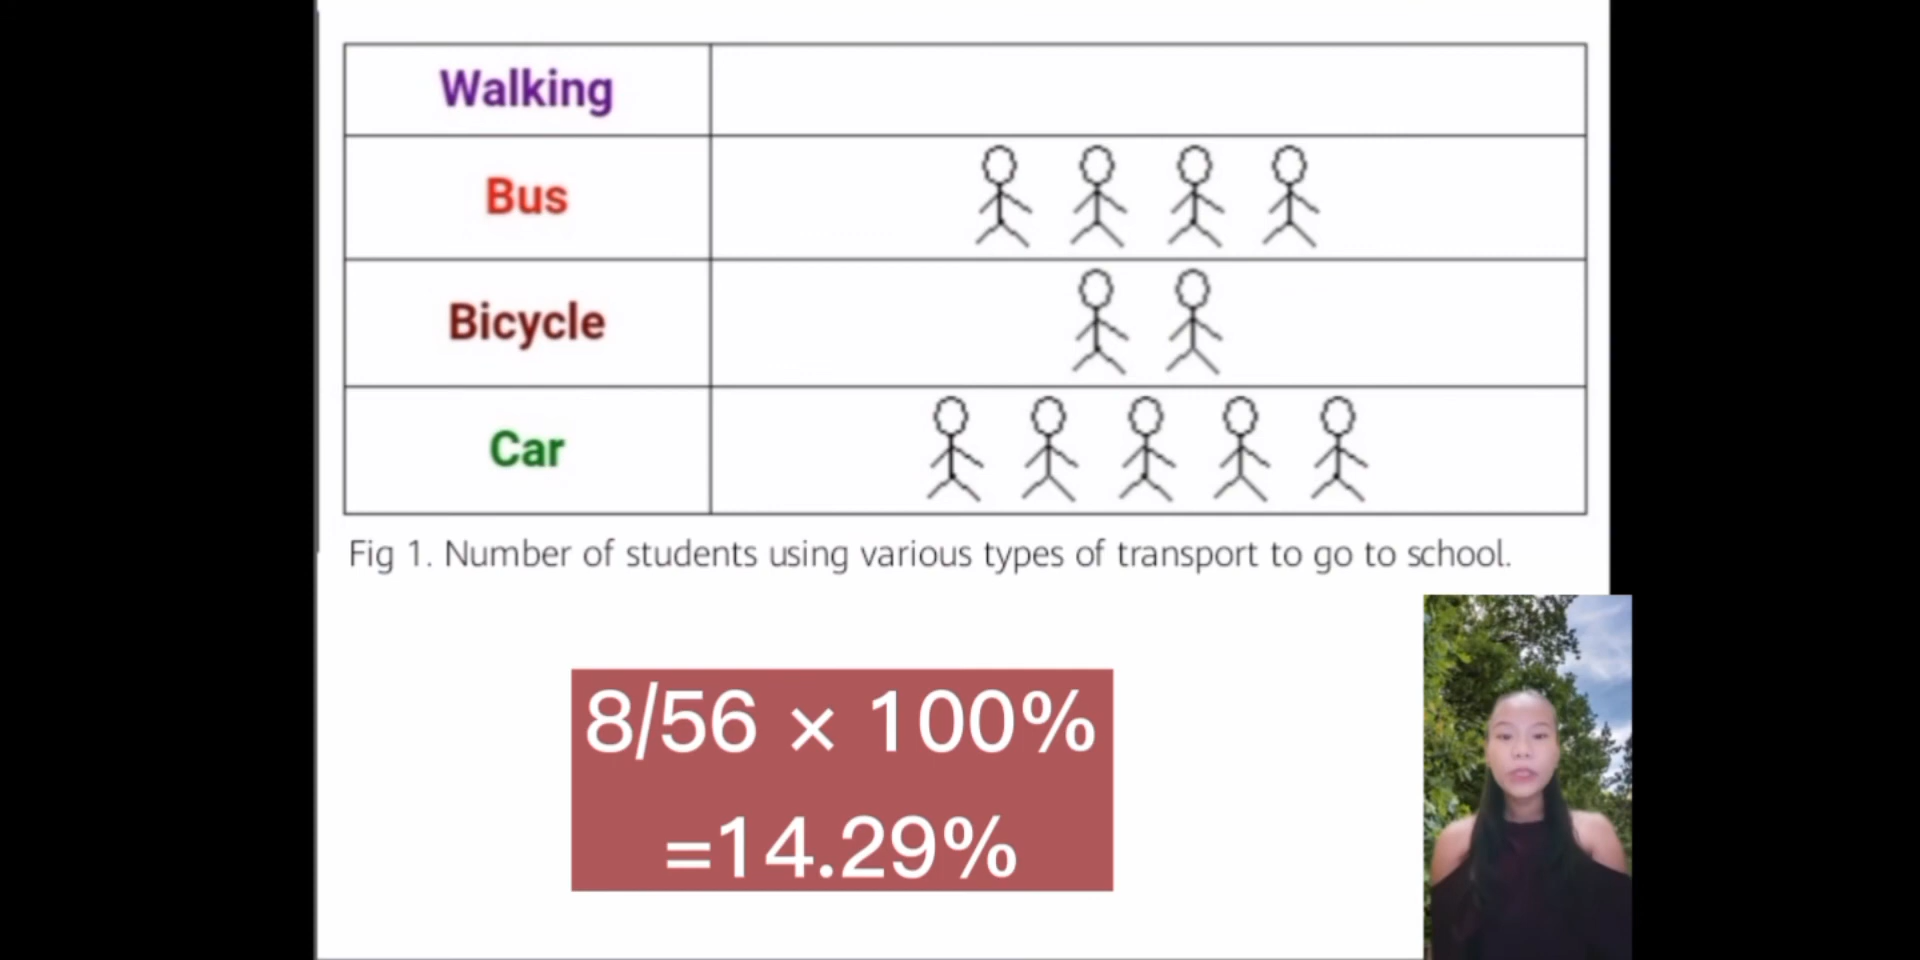 Walking
Bus
Bicycle
Car
Fig 1. Number of students using various types of transport to go to school.
8/56 × 100%
=14.29%